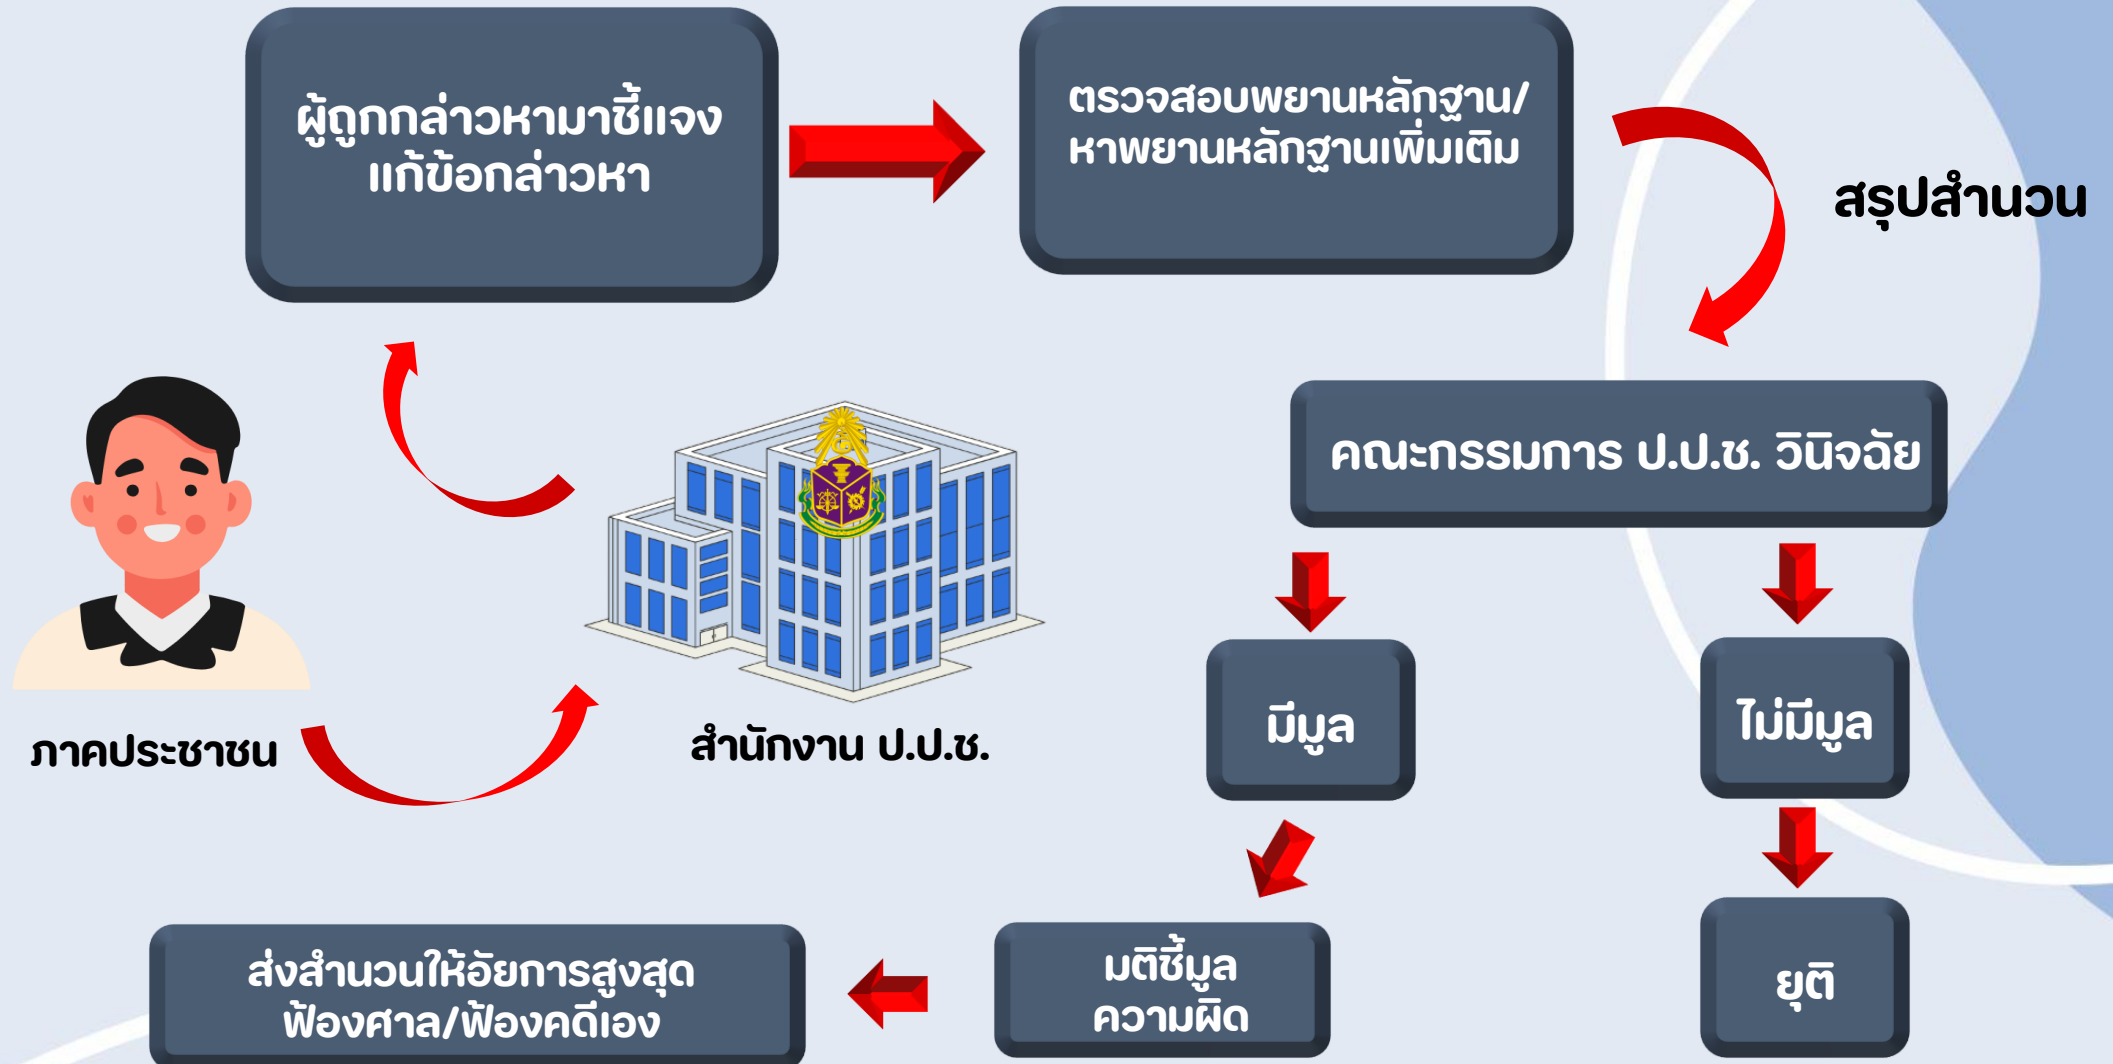 ผู้ถูกกล่าวหามาชี้แจง
แก้ข้อกล่าวหา
ตรวจสอบพยานหลักฐาน/
หาพยานหลักฐานเพิ่มเติม
สรุปสำนวน
คณะกรรมการ ป.ป.ช. วินิจฉัย
ภาคประชาชน
สำนักงาน ป.ป.ช.
มีมูล
ไม่มีมูล
ส่งสำนวนให้อัยการสูงสุด
ฟ้องศาล/ฟ้องคดีเอง
มติชี้มูล
ความผิด
ยุติ